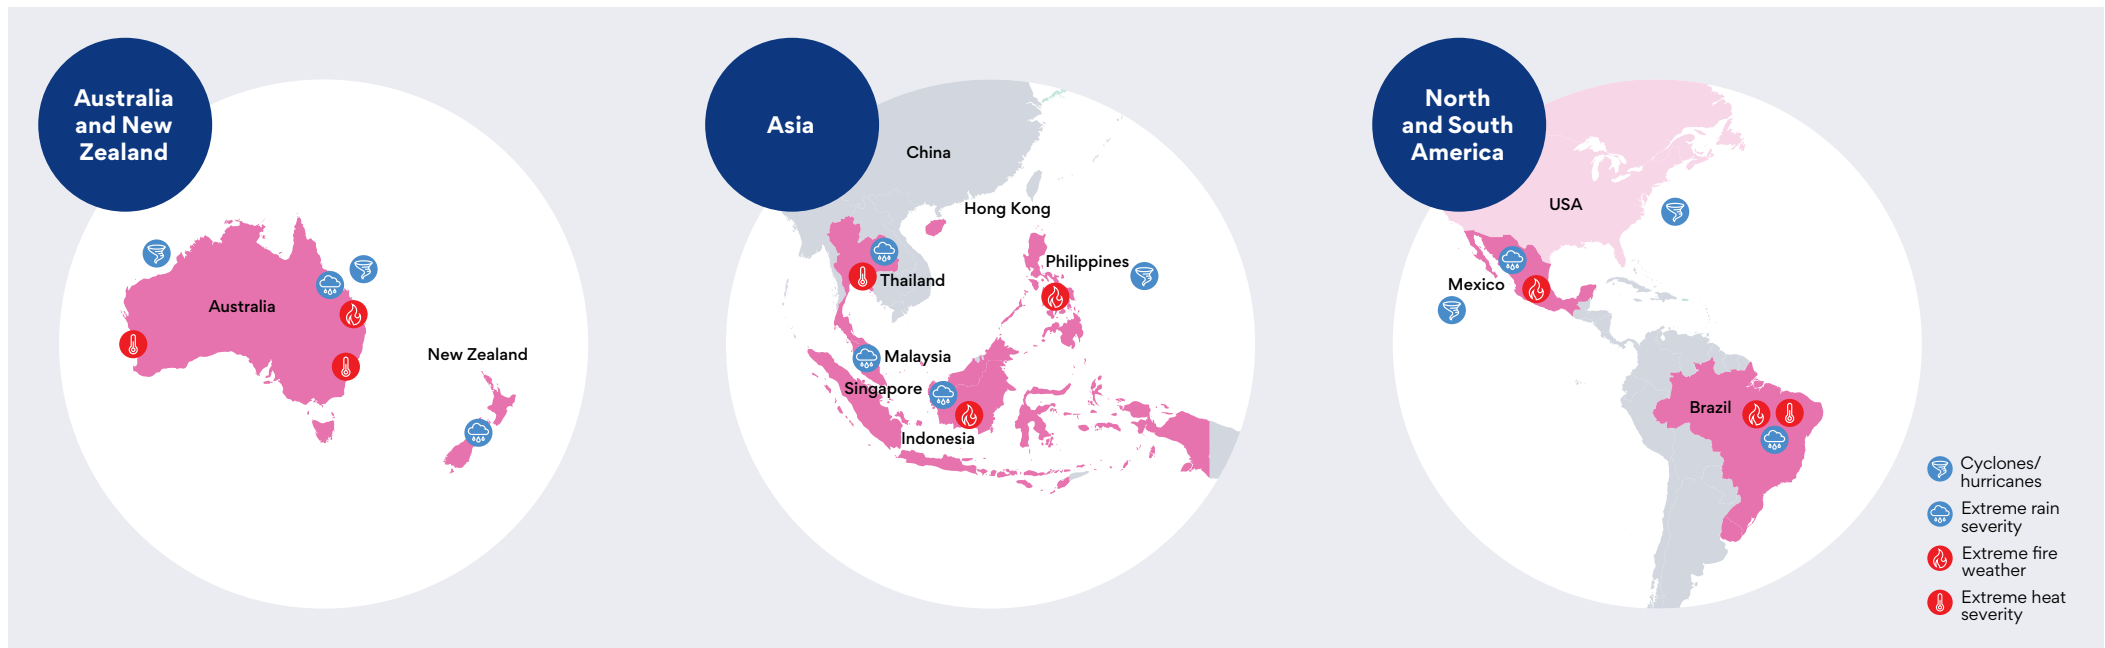 Australia
and New
Zealand
Australia
New Zealand
Asia
China
Hong Kong
Philippines
Thailand
Malaysia
Singapore
Indonesia
North
and South
America
USA
Mexico
Brazil
Cyclones/
hurricanes
Extreme rain
severity
Extreme fire
weather
Extreme heat
severity